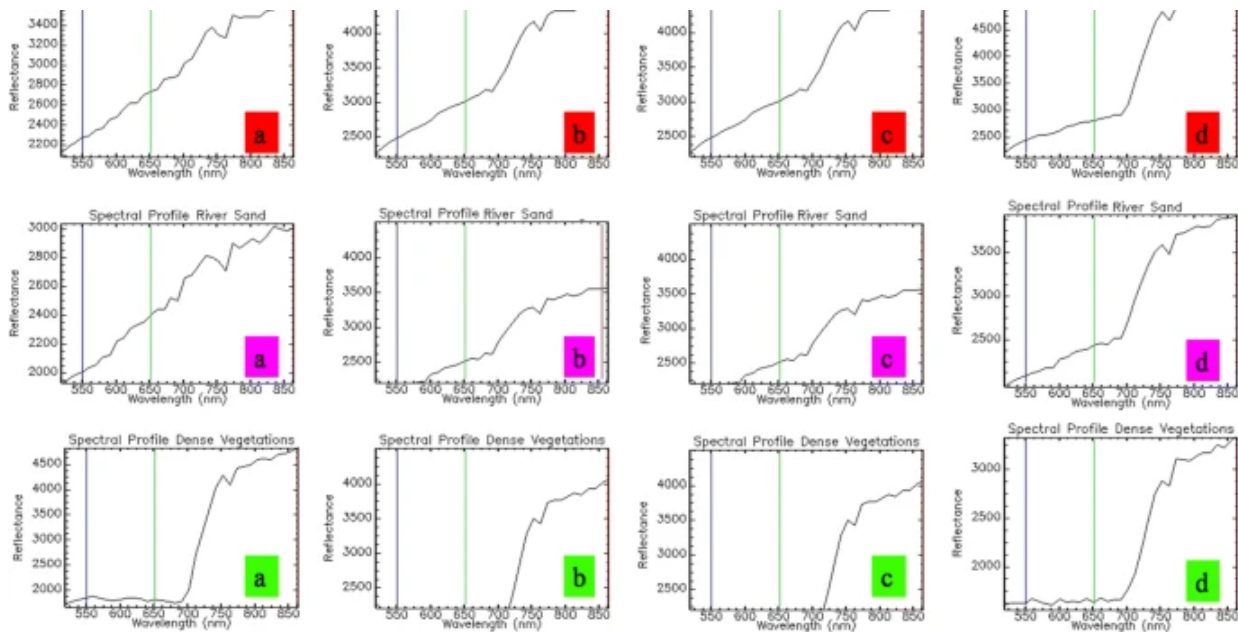 3400
3200
3000
2800
2600
2400
2200
Reflectance
550 600 650 700 750 800 850
Wavelength (nm)
a
4000
3500
3000
2500
Reflectance
550 600 650 700 750 800 850
Wavelength (nm)
b
4000
3500
3000
2500
Reflectance
550 600 650 700 750 800 850
Wavelength (nm)
c
4500
4000
3500
3000
2500
Reflectance
550 600 650 700 750 800 850
Wavelength (nm)
d
Spectral Profile River Sand
3000
2800
2600
2400
2200
2000
Reflectance
550 600 650 700 750 800 850
Wavelength (nm)
a
Spectral Profile River Sand
4000
3500
3000
2500
Reflectance
550 600 650 700 750 800 850
Wavelength (nm)
b
Spectral Profile River Sand
4000
3500
3000
2500
Reflectance
550 600 650 700 750 800 850
Wavelength (nm)
c
Spectral Profile River Sand
3500
3000
2500
Reflectance
550 600 650 700 750 800 850
Wavelength (nm)
d
Spectral Profile Dense Vegetations
4500
4000
3500
3000
2500
2000
Reflectance
550 600 650 700 750 800 850
Wavelength (nm)
a
Spectral Profile Dense Vegetations
4000
3500
3000
2500
Reflectance
550 600 650 700 750 800 850
Wavelength (nm)
b
Spectral Profile Dense Vegetations
4000
3500
3000
2500
Reflectance
550 600 650 700 750 800 850
Wavelength (nm)
c
Spectral Profile Dense Vegetations
3000
2500
2000
Reflectance
550 600 650 700 750 800 850
Wavelength (nm)
d